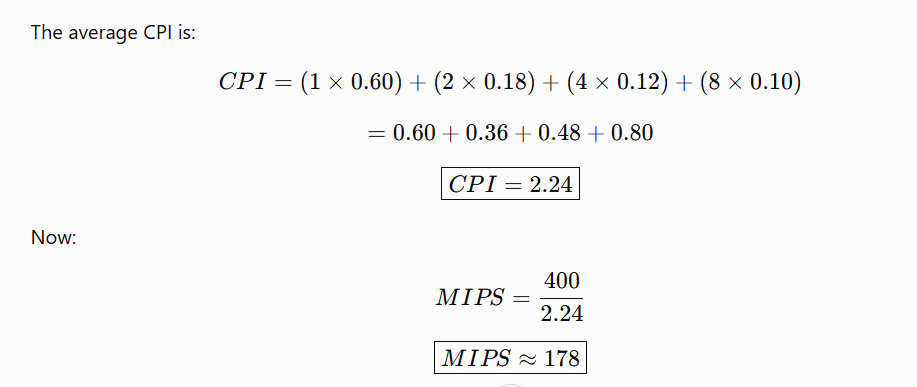 The average CPI is:
CPI = (1 × 0.60) + (2 × 0.18) + (4 × 0.12) + (8 × 0.10)
= 0.60 + 0.36 + 0.48 + 0.80
CPI = 2.24
Now:
MIPS = 400/2.24
MIPS ≈ 178